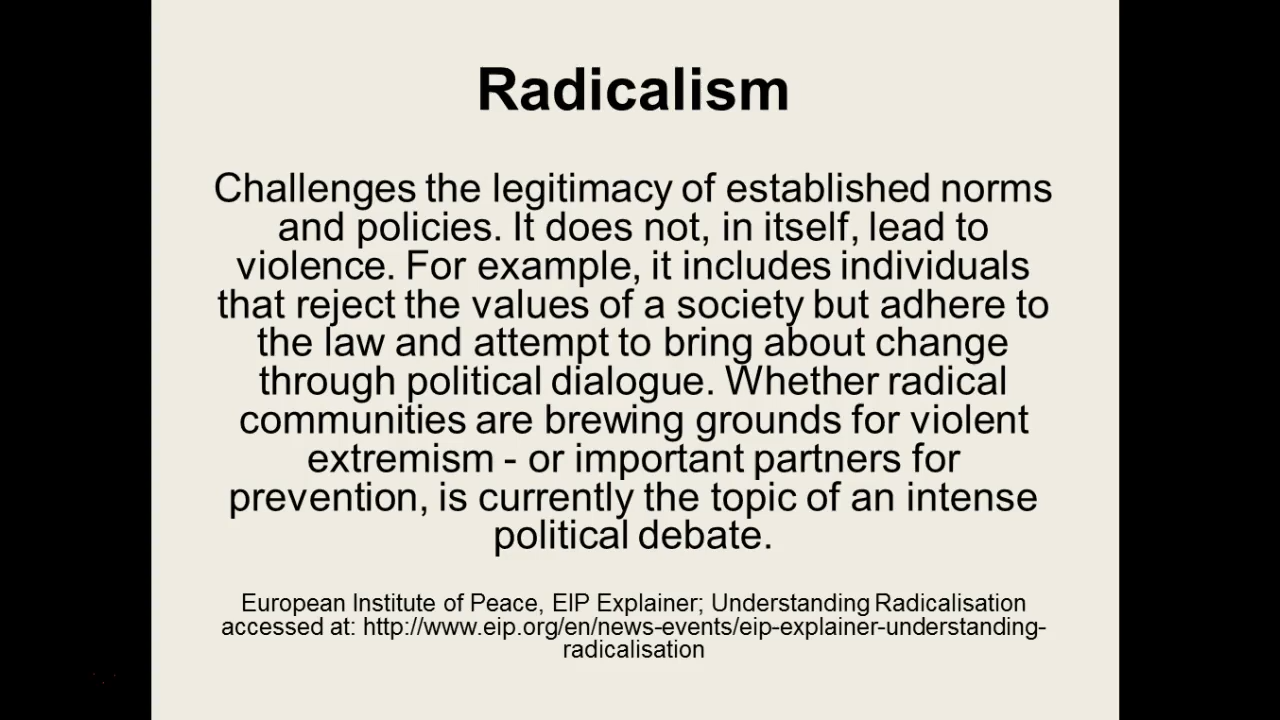 Radicalism
Challenges the legitimacy of established norms
and policies. It does not, in itself, lead to
violence. For example, it includes individuals
that reject the values of a society but adhere to
the law and attempt to bring about change
through political dialogue. Whether radical
communities are brewing grounds for violent
extremism - or important partners for
prevention, is currently the topic of an intense
political debate.
European Institute of Peace, EIP Explainer; Understanding Radicalisation
accessed at: http://www.eip.org/en/news-events/eip-explainer-understanding-
radicalisation